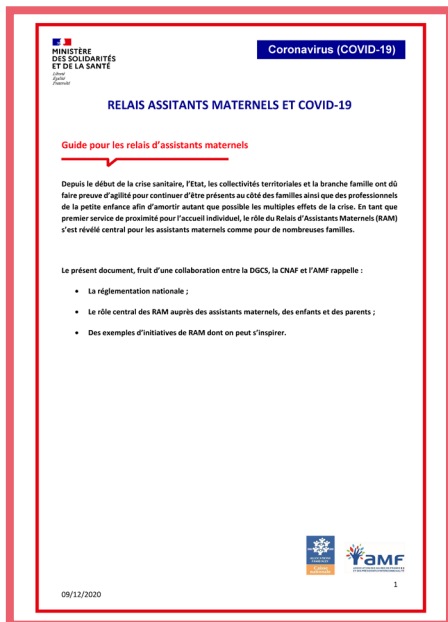 MINISTÈRE
DES SOLIDARITÉS
ET DE LA SANTÉ
Liberté
Égalité
Fraternité
Coronavirus (COVID-19)
RELAIS ASSITANTS MATERNELS ET COVID-19
Guide pour les relais d’assistants maternels
Depuis le début de la crise sanitaire, l’Etat, les collectivités territoriales et la branche famille ont dû
faire preuve d’agilité pour continuer d’être présents au côté des familles ainsi que des professionnels
de la petite enfance afin d’amortir autant que possible les multiples effets de la crise. En tant que
premier service de proximité pour l’accueil individuel, le rôle du Relais d’Assistants Maternels (RAM)
s’est révélé central pour les assistants maternels comme pour de nombreuses familles.
Le présent document, fruit d’une collaboration entre la DGCS, la CNAF et l’AMF rappelle :
• La réglementation nationale ;
• Le rôle central des RAM auprès des assistants maternels, des enfants et des parents ;
• Des exemples d’initiatives de RAM dont on peut s’inspirer.
ALLOCATIONS
FAMILIALES
Caisse
nationale
AMF
1
09/12/2020